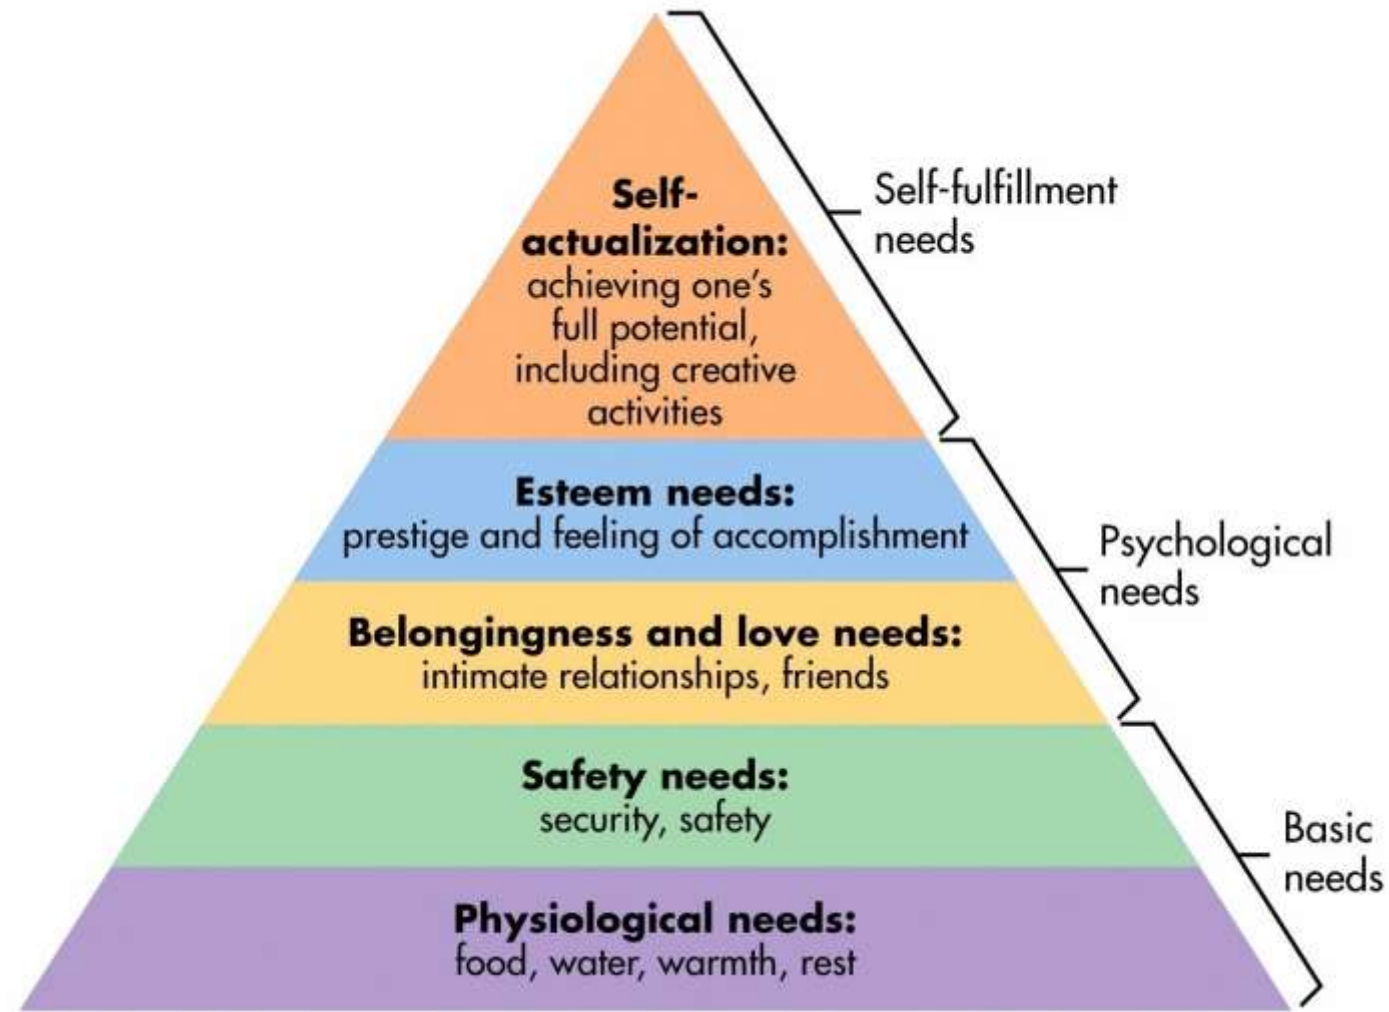 Self-
actualization:
achieving one's
full potential,
including creative
activities
Self-fulfillment
needs
Esteem needs:
prestige and feeling of accomplishment
Psychological
needs
Belongingness and love needs:
intimate relationships, friends
Safety needs:
security, safety
Basic
needs
Physiological needs:
food, water, warmth, rest